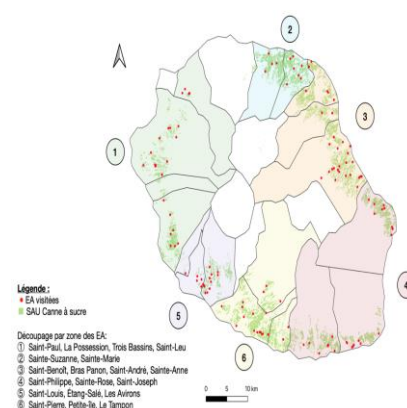 2
3
1
4
5
6
Légende :
EA visitées
SAU Canne à sucre
Découpage par zone des EA:
① Saint-Paul, La Possession, Trois Bassins, Saint-Leu
② Sainte-Suzanne, Sainte-Marie
③ Saint-Benoît, Bras Panon, Saint-André, Sainte-Anne
④ Saint-Philippe, Sainte-Rose, Saint-Joseph
⑤ Saint-Louis, Etang-Salé, Les Avirons
⑥ Saint-Pierre, Petite-Ile, Le Tampon
0 5 10 km